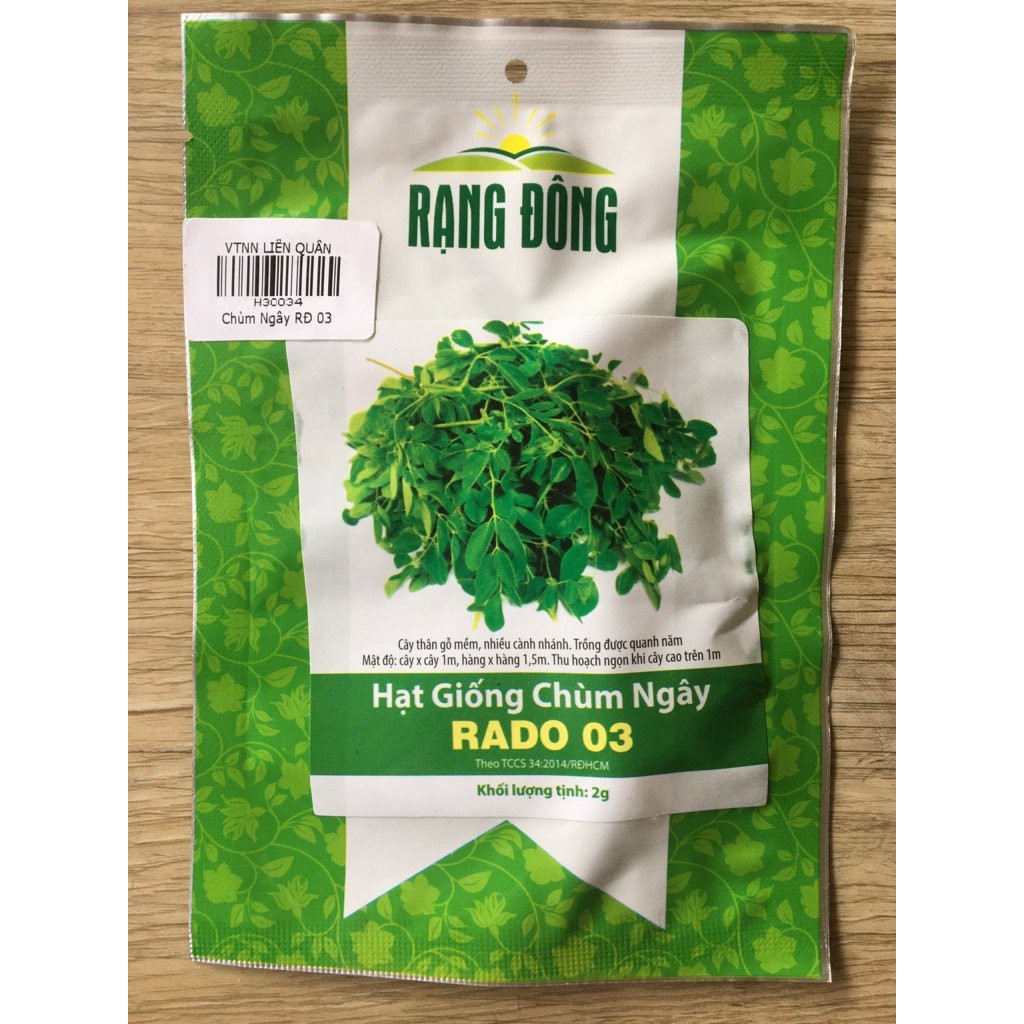 RẠNG ĐÔNG
VTNN LIÊN QUÂN
H30034
Chùm Ngây RĐ 03
Cây thân gỗ mềm, nhiều cành nhánh. Trồng được quanh năm
Mật độ: cây x cây 1m, hàng x hàng 1,5m. Thu hoạch ngọn khi cây cao trên 1m
Hạt Giống Chùm Ngây
RADO 03
Theo TCCS 34:2014/RĐHCM
Khối lượng tịnh: 2g